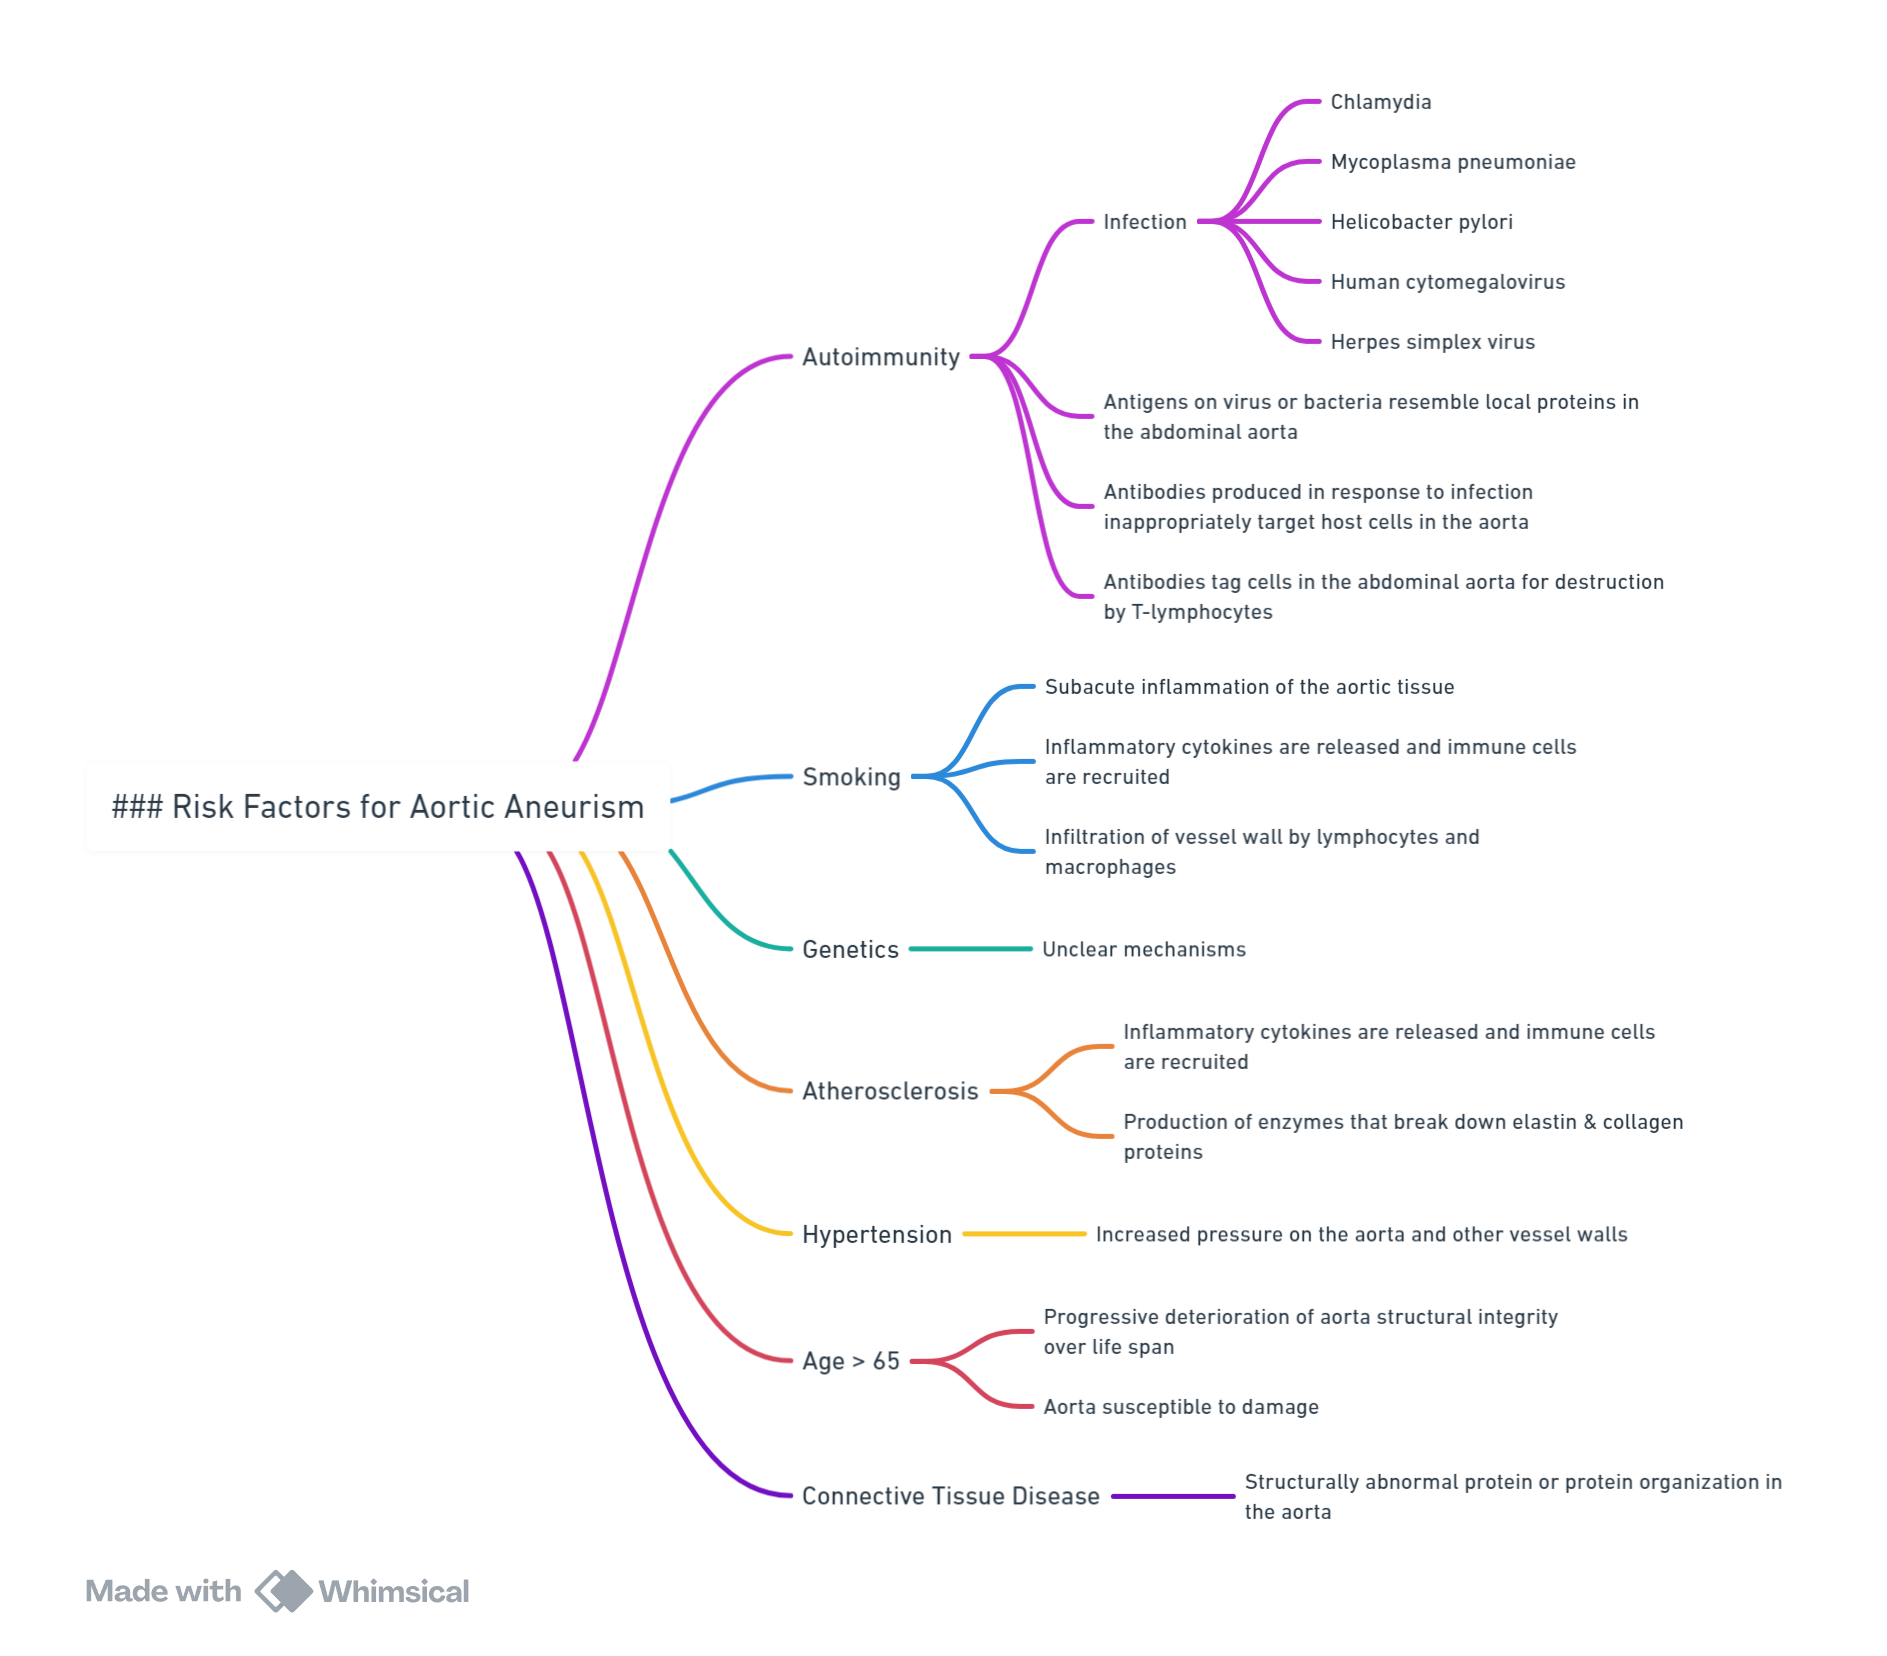 ### Risk Factors for Aortic Aneurism
Autoimmunity
Infection
Chlamydia
Mycoplasma pneumoniae
Helicobacter pylori
Human cytomegalovirus
Herpes simplex virus
Antigens on virus or bacteria resemble local proteins in
the abdominal aorta
Antibodies produced in response to infection
inappropriately target host cells in the aorta
Antibodies tag cells in the abdominal aorta for destruction
by T-lymphocytes
Smoking
Subacute inflammation of the aortic tissue
Inflammatory cytokines are released and immune cells
are recruited
Infiltration of vessel wall by lymphocytes and
macrophages
Genetics
Unclear mechanisms
Atherosclerosis
Inflammatory cytokines are released and immune cells
are recruited
Production of enzymes that break down elastin & collagen
proteins
Hypertension
Increased pressure on the aorta and other vessel walls
Age > 65
Progressive deterioration of aorta structural integrity
over life span
Aorta susceptible to damage
Connective Tissue Disease
Structurally abnormal protein or protein organization in
the aorta
Made with Whimsical